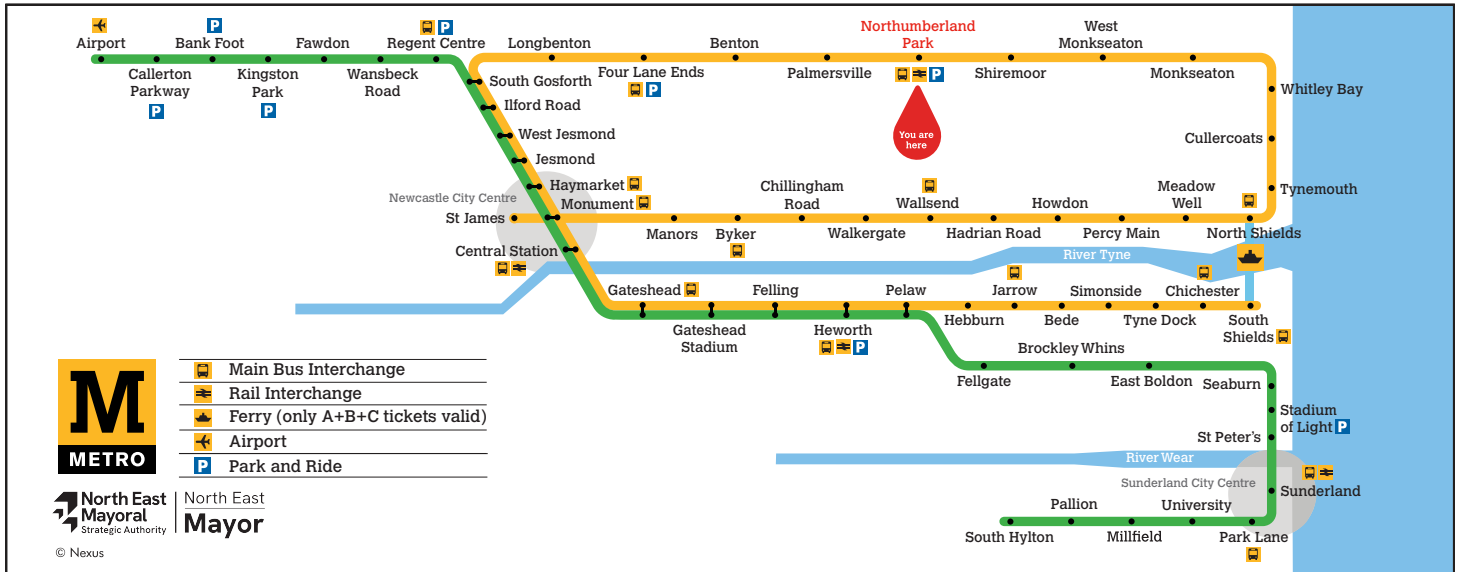 Airport
Callerton
Parkway
P
Bank Foot
P
Kingston
Park
P
Fawdon
Wansbeck
Road
Regent Centre
P
South Gosforth
Ilford Road
West Jesmond
Jesmond
Haymarket
Newcastle City Centre
Monument
St James
Central Station
Longbenton
Four Lane Ends
P
Benton
Palmersville
Northumberland
Park
P
You are
here
Shiremoor
West
Monkseaton
Monkseaton
Whitley Bay
Cullercoats
Tynemouth
Manors
Byker
Chillingham
Road
Walkergate
Wallsend
Hadrian Road
Howdon
Percy Main
Meadow
Well
North Shields
River Tyne
Gateshead
Gateshead
Stadium
Felling
Heworth
P
Pelaw
Hebburn
Jarrow
Bede
Simonside
Tyne Dock
Chichester
South
Shields
Fellgate
Brockley Whins
East Boldon
Seaburn
Stadium
of Light P
St Peter's
River Wear
Sunderland City Centre
Sunderland
Park Lane
University
Millfield
Pallion
South Hylton
M
METRO
Main Bus Interchange
Rail Interchange
Ferry (only A+B+C tickets valid)
Airport
P Park and Ride
North East
Mayoral
Strategic Authority
North East
Mayor
© Nexus